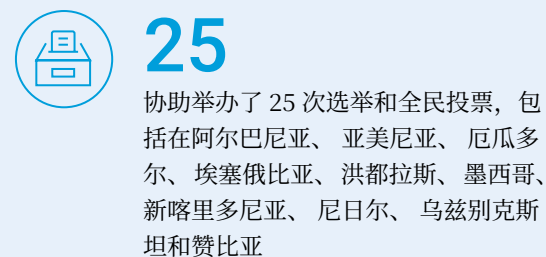 25
协助举办了 25 次选举和全民投票，包
括在阿尔巴尼亚、 亚美尼亚、 厄瓜多
尔、 埃塞俄比亚、 洪都拉斯、 墨西哥、
新喀里多尼亚、 尼日尔、 乌兹别克斯
坦和赞比亚